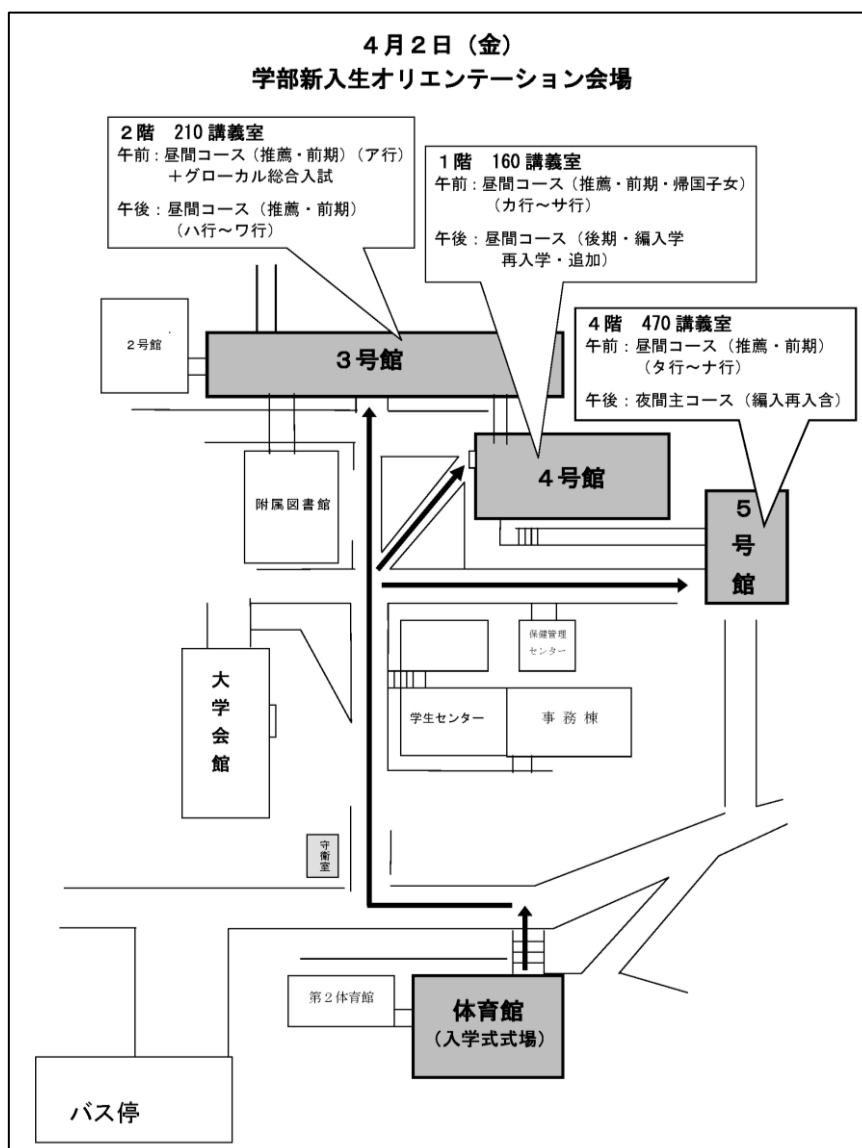 ４月２日（金）
学部新入生オリエンテーション会場
２階　210 講義室
午前：昼間コース（推薦・前期）（ア行）
＋グローカル総合入試
午後：昼間コース（推薦・前期）
（ハ行～ワ行）
１階　160 講義室
午前：昼間コース（推薦・前期・帰国子女）
（カ行～サ行）
午後：昼間コース（後期・編入学
再入学・追加）
４階　470 講義室
午前：昼間コース（推薦・前期）
（タ行～ナ行）
午後：夜間主コース（編入再入含）
２号館
３号館
４号館
５号館
附属図書館
保健管理
センター
大学会館
学生センター
事務棟
守衛室
第２体育館
体育館
（入学式式場）
バス停